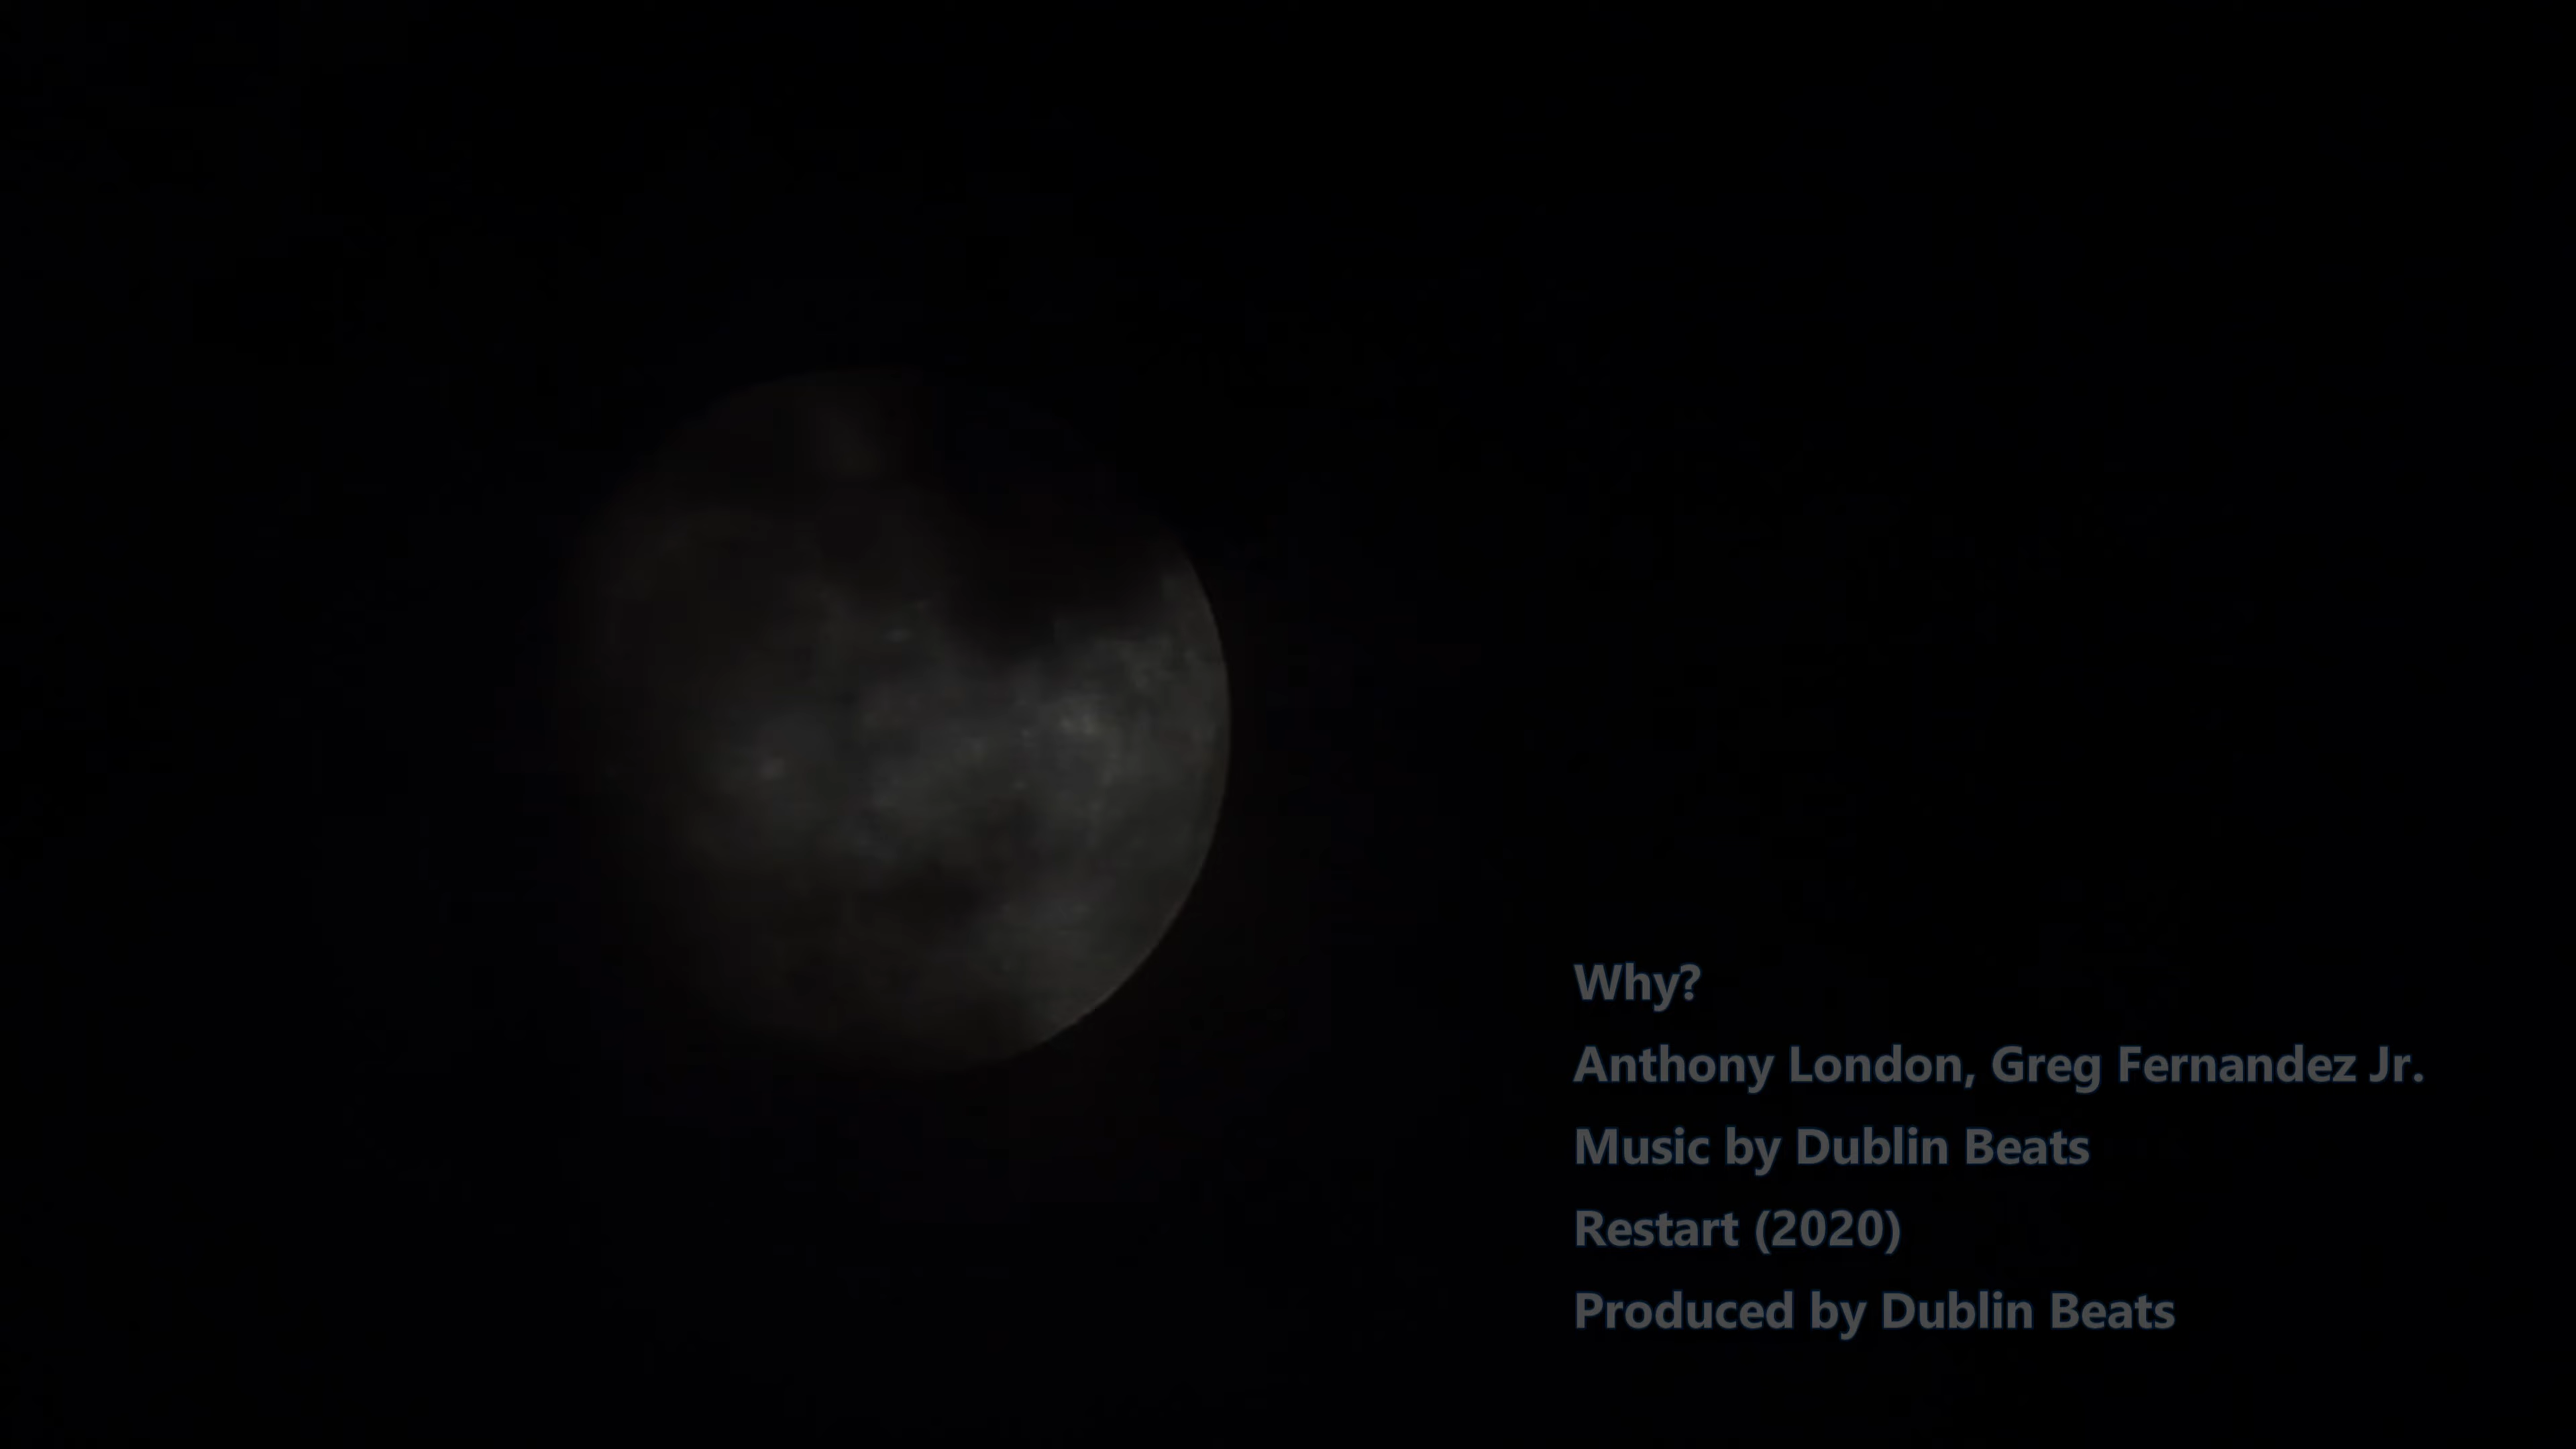 Why?
Anthony London, Greg Fernandez Jr.
Music by Dublin Beats
Restart (2020)
Produced by Dublin Beats